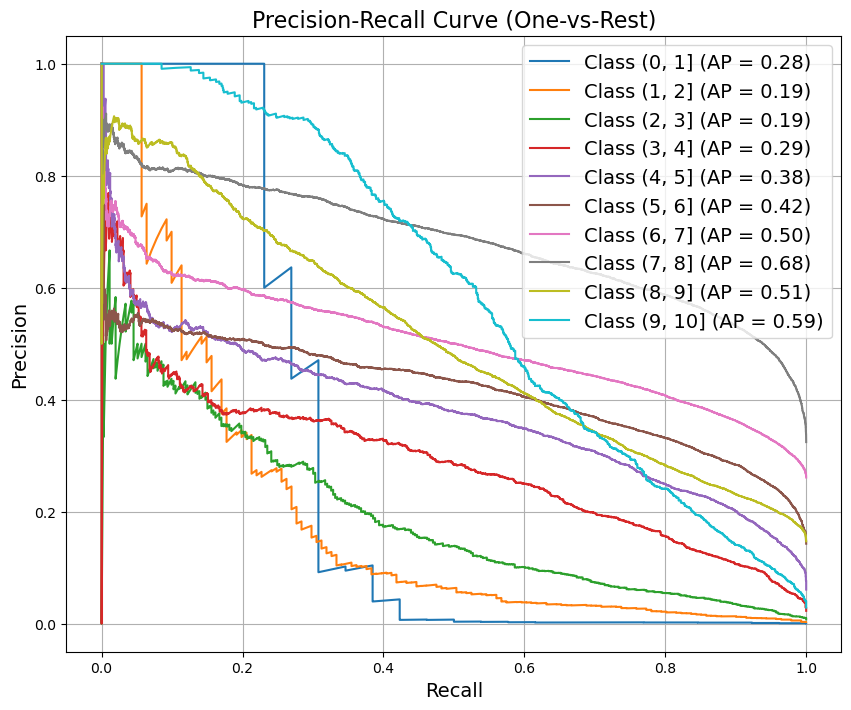 Precision-Recall Curve (One-vs-Rest)
Class (0, 1] (AP = 0.28)
Class (1, 2] (AP = 0.19)
Class (2, 3] (AP = 0.19)
Class (3, 4] (AP = 0.29)
Class (4, 5] (AP = 0.38)
Class (5, 6] (AP = 0.42)
Class (6, 7] (AP = 0.50)
Class (7, 8] (AP = 0.68)
Class (8, 9] (AP = 0.51)
Class (9, 10] (AP = 0.59)
Precision
1.0
0.8
0.6
0.4
0.2
0.0
0.0 0.2 0.4 0.6 0.8 1.0
Recall